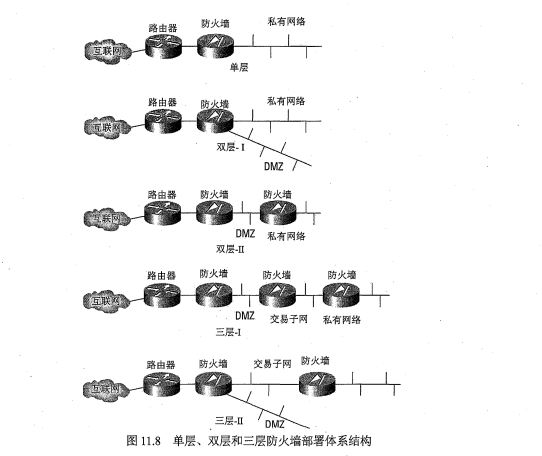 路由器 防火墙 私有网络
互联网
单层
路由器 防火墙 私有网络
互联网
双层-I
DMZ
路由器 防火墙 防火墙
互联网
DMZ 私有网络
双层-II
路由器 防火墙 防火墙 防火墙
互联网
DMZ 交易子网 私有网络
三层-I
路由器 防火墙 交易子网 防火墙
互联网
三层-II DMZ
图 11.8 单层、双层和三层防火墙部署体系结构